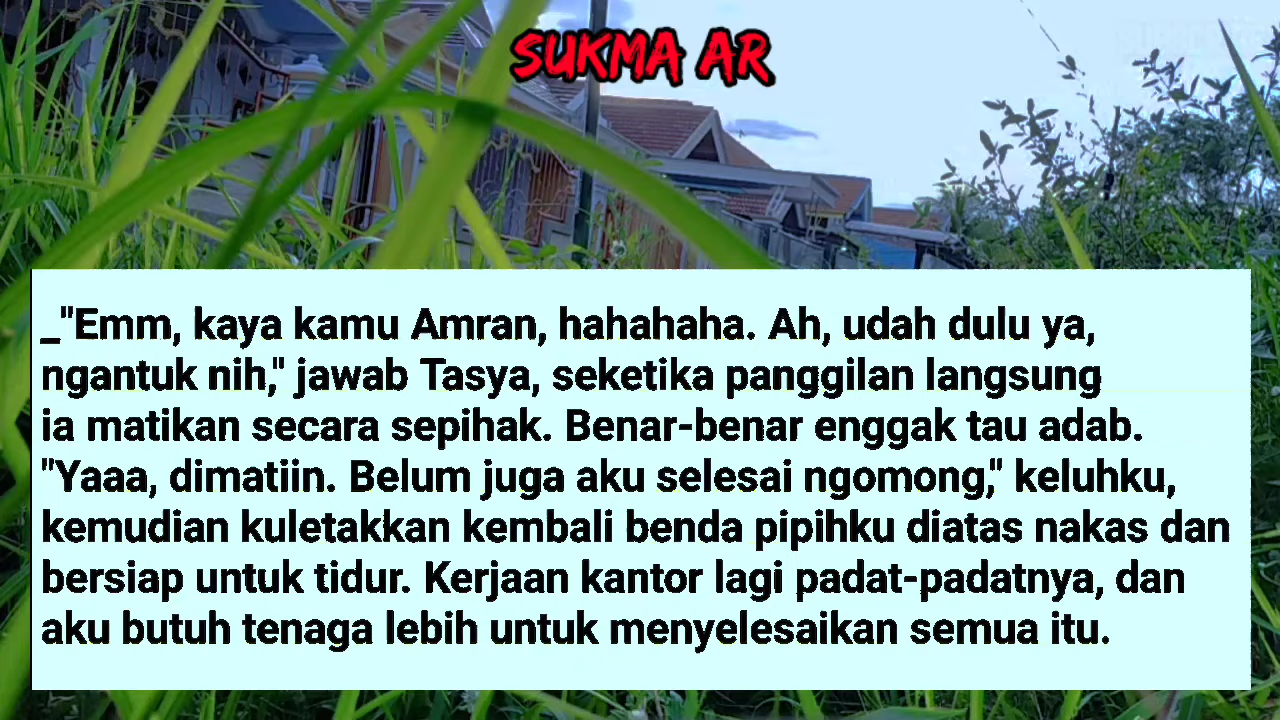 SUKMA AR
_"Emm, kaya kamu Amran, hahahaha. Ah, udah dulu ya,
ngantuk nih," jawab Tasya, seketika panggilan langsung
ia matikan secara sepihak. Benar-benar enggak tau adab.
"Yaaa, dimatiin. Belum juga aku selesai ngomong," keluhku,
kemudian kuletakkan kembali benda pipihku diatas nakas dan
bersiap untuk tidur. Kerjaan kantor lagi padat-padatnya, dan
aku butuh tenaga lebih untuk menyelesaikan semua itu.